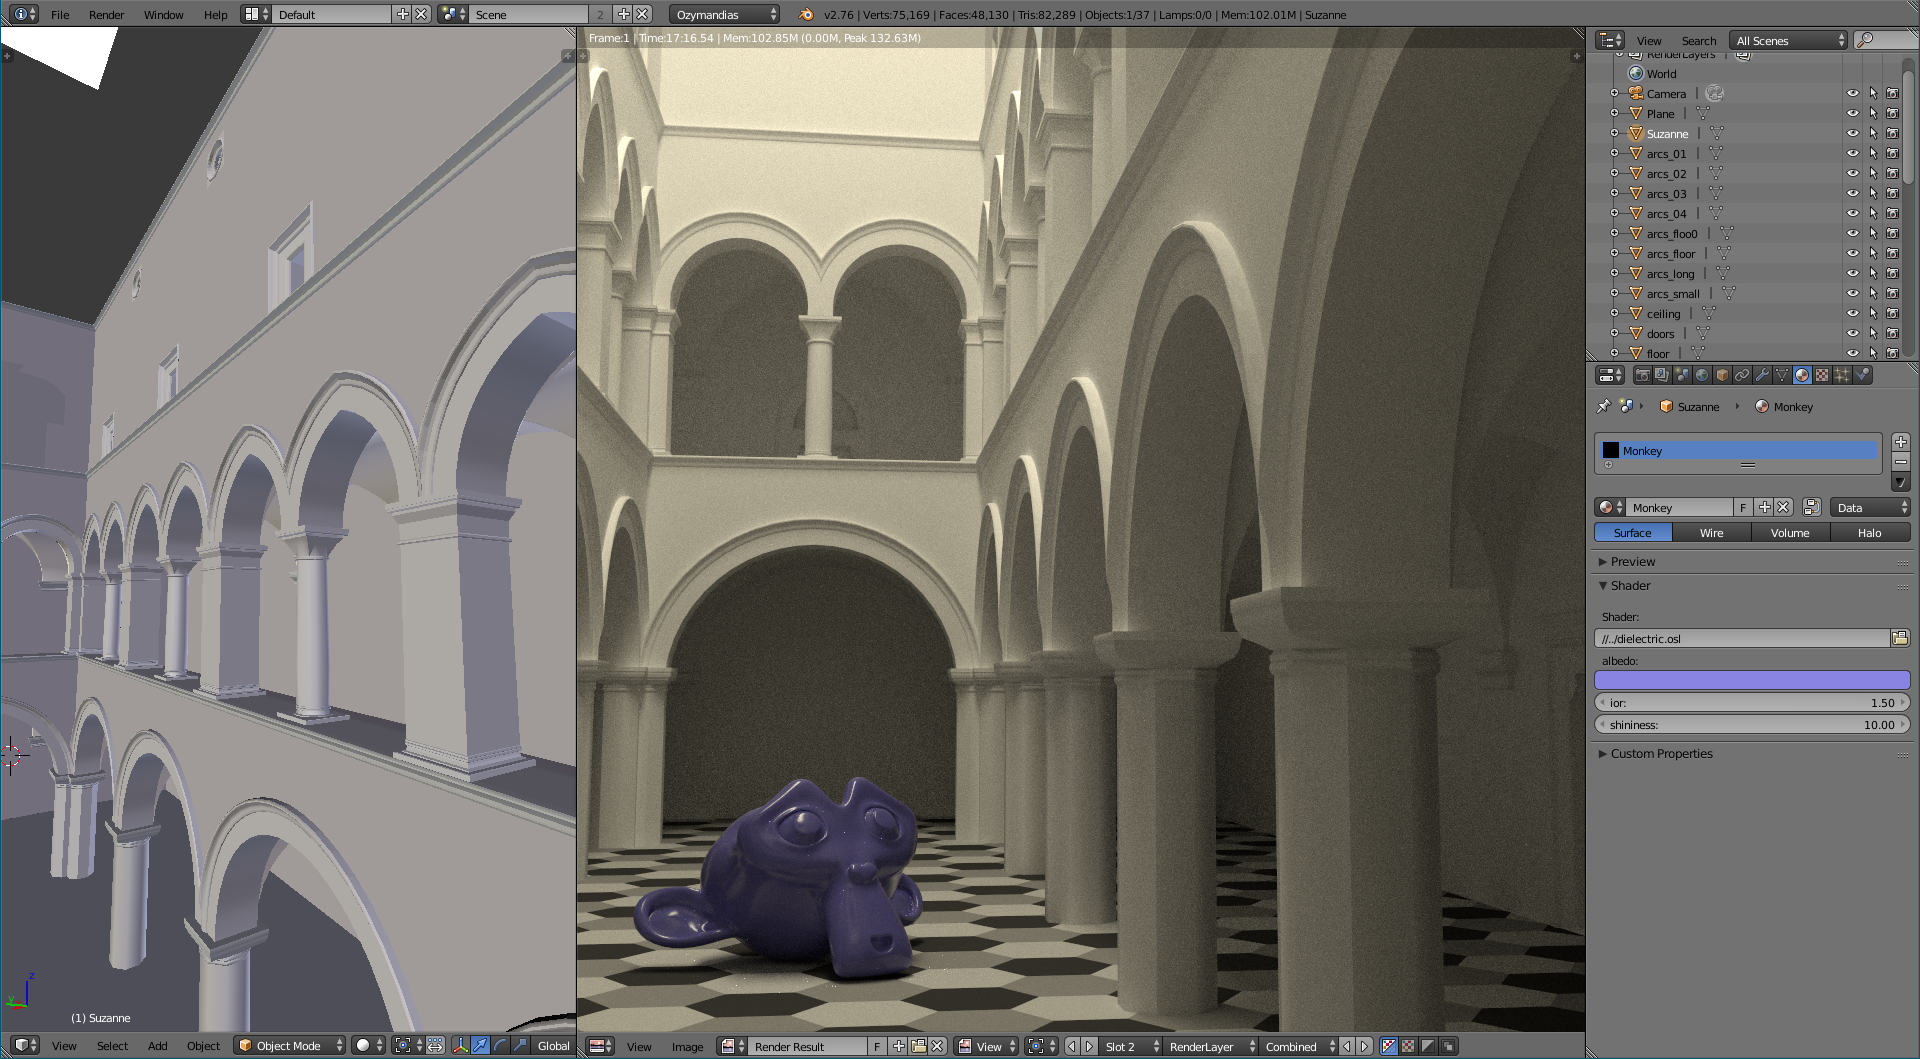 File Render Window Help Default Scene 2 Ozymandias v2.76 | Verts:75,169 | Faces:48,130 | Tris:82,289 | Objects:1/37 | Lamps:0/0 | Mem:102.01M | Suzanne
Frame:1 | Time:17:16.54 | Mem:102.85M (0.00M, Peak 132.63M)
View Search All Scenes
RenderLayers
World
Camera
Plane
Suzanne
arcs_01
arcs_02
arcs_03
arcs_04
arcs_floo0
arcs_floor
arcs_long
arcs_small
ceiling
doors
floor
Suzanne Monkey
Monkey
Monkey F Data
Surface Wire Volume Halo
Preview
Shader
Shader:
//../dielectric.osl
albedo:
ior: 1.50
shininess: 10.00
Custom Properties
z
y
(1) Suzanne
View Select Add Object Object Mode Global
View Image Render Result F View Slot 2 RenderLayer Combined